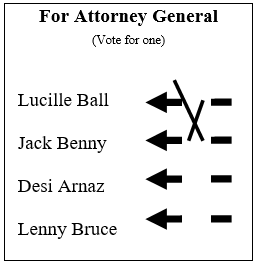 For Attorney General
(Vote for one)
Lucille Ball
Jack Benny
Desi Arnaz
Lenny Bruce